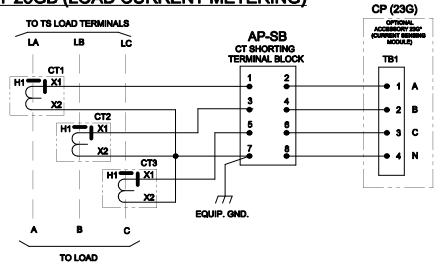 23GB (LOAD CURRENT METERING)
CP (23G)
TO TS LOAD TERMINALS
OPTIONAL
ACCESSORY 23G*
(CURRENT SENSING
MODULE)
LA LB LC
AP-SB
CT SHORTING
TERMINAL BLOCK
TB1
CT1
H1 X1
X2
1 2
1 A
CT2
H1 X1
X2
3 4
2 B
5 6
3 C
CT3
H1 X1
X2
7 8
4 N
EQUIP. GND.
A B C
TO LOAD